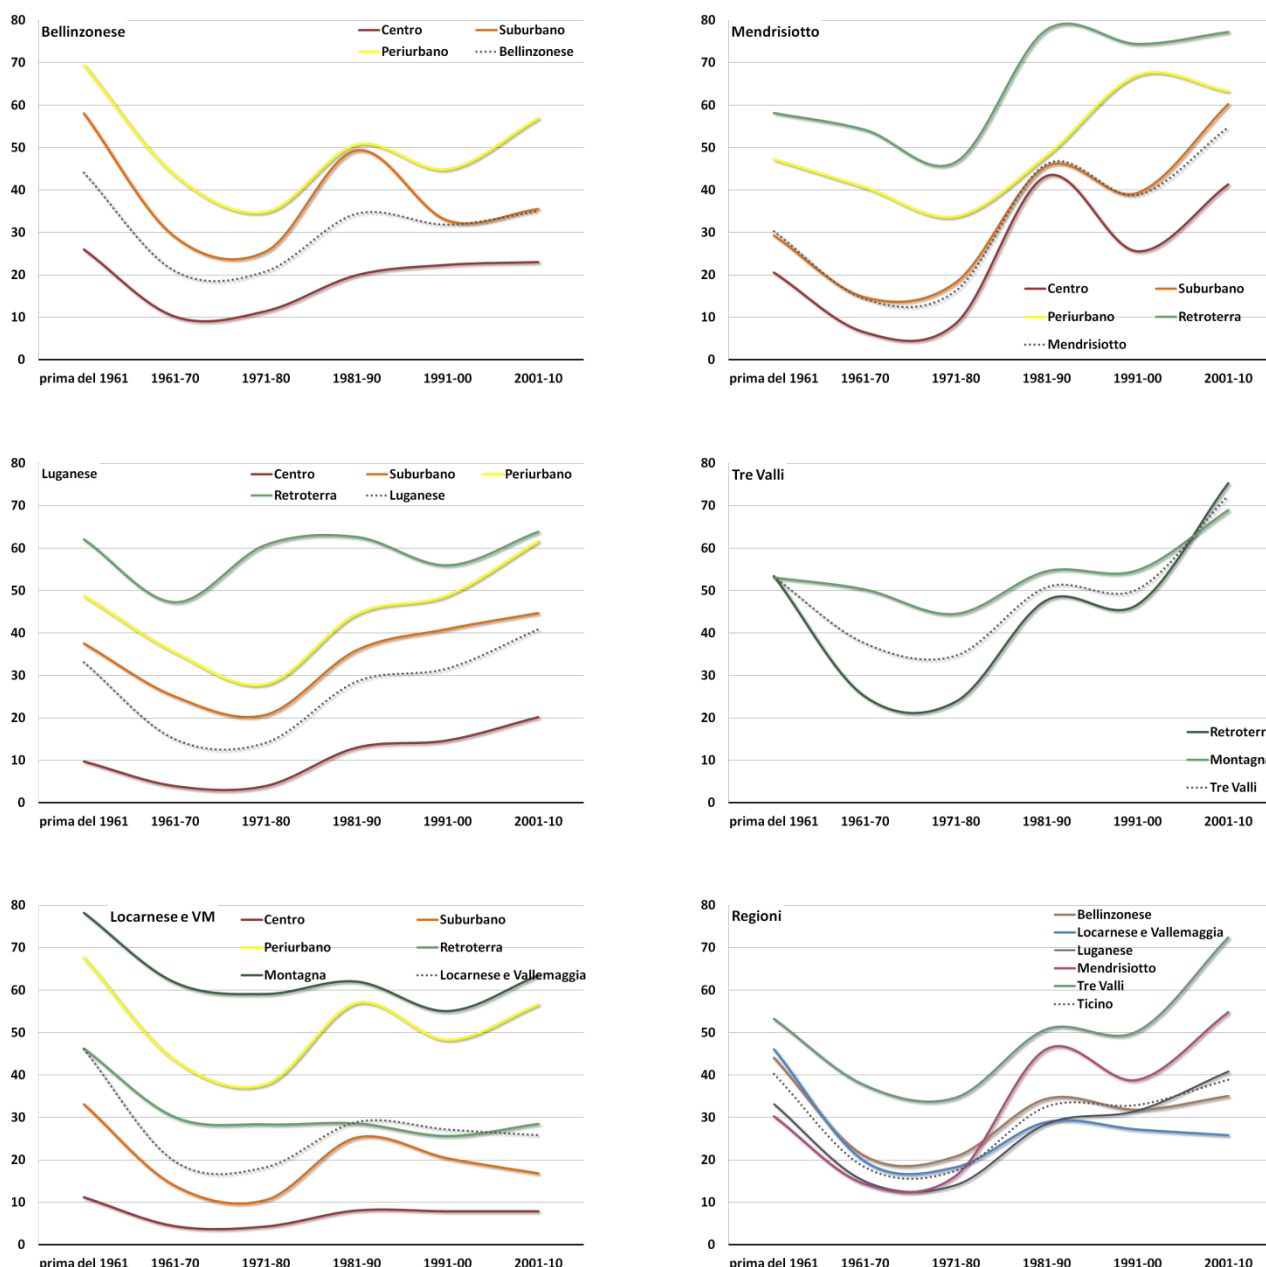 80
70
60
50
40
30
20
10
0
Bellinzonese
Centro Suburbano
Periurbano Bellinzonese
prima del 1961 1961-70 1971-80 1981-90 1991-00 2001-10
80
70
60
50
40
30
20
10
0
Mendrisiotto
Centro Suburbano
Periurbano Retroterra
Mendrisiotto
prima del 1961 1961-70 1971-80 1981-90 1991-00 2001-10
80
70
60
50
40
30
20
10
0
Luganese
Centro Suburbano Periurbano
Retroterra Luganese
prima del 1961 1961-70 1971-80 1981-90 1991-00 2001-10
80
70
60
50
40
30
20
10
0
Tre Valli
Retroterr
Montagn
Tre Valli
prima del 1961 1961-70 1971-80 1981-90 1991-00 2001-10
80
70
60
50
40
30
20
10
0
Locarnese e VM
Centro Suburbano
Periurbano Retroterra
Montagna Locarnese e Vallemaggia
prima del 1961 1961-70 1971-80 1981-90 1991-00 2001-10
80
70
60
50
40
30
20
10
0
Regioni
Bellinzonese
Locarnese e Vallemaggia
Luganese
Mendrisiotto
Tre Valli
Ticino
prima del 1961 1961-70 1971-80 1981-90 1991-00 2001-10